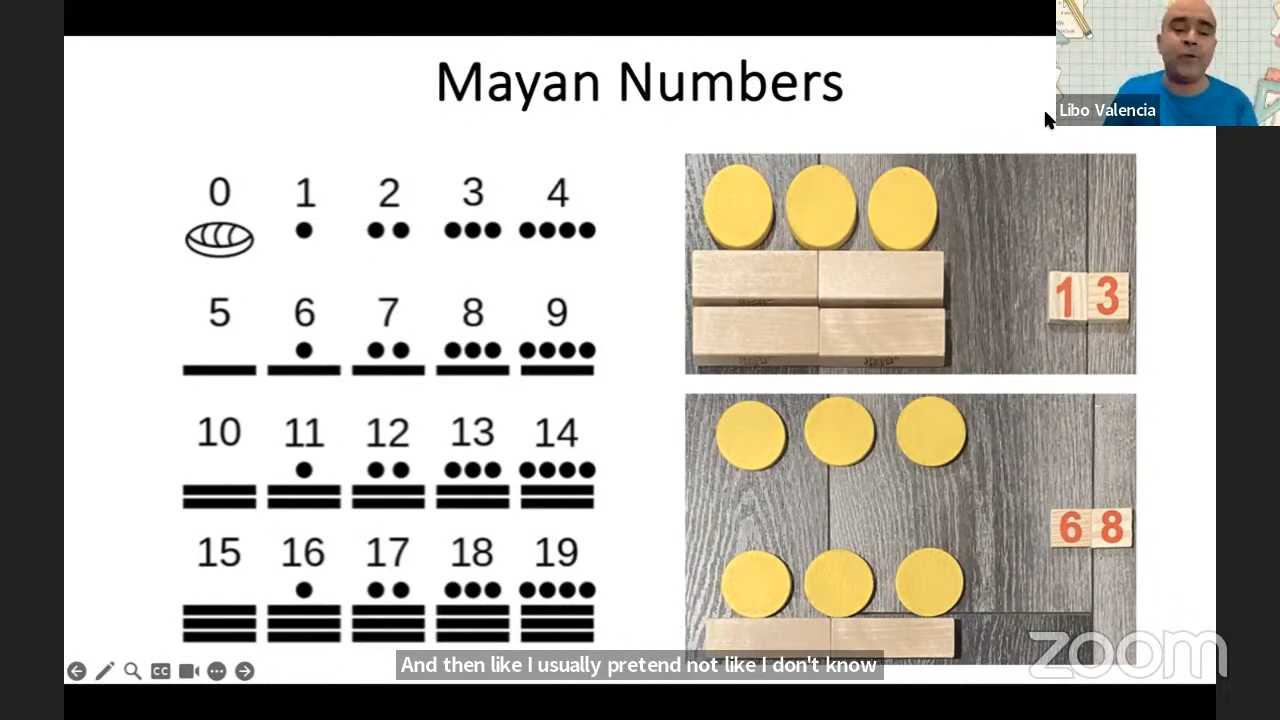 Mayan Numbers
Libo Valencia
0 1 2 3 4
5 6 7 8 9
10 11 12 13 14
15 16 17 18 19
13
68
CC
And then like I usually pretend not like I don't know
zoom